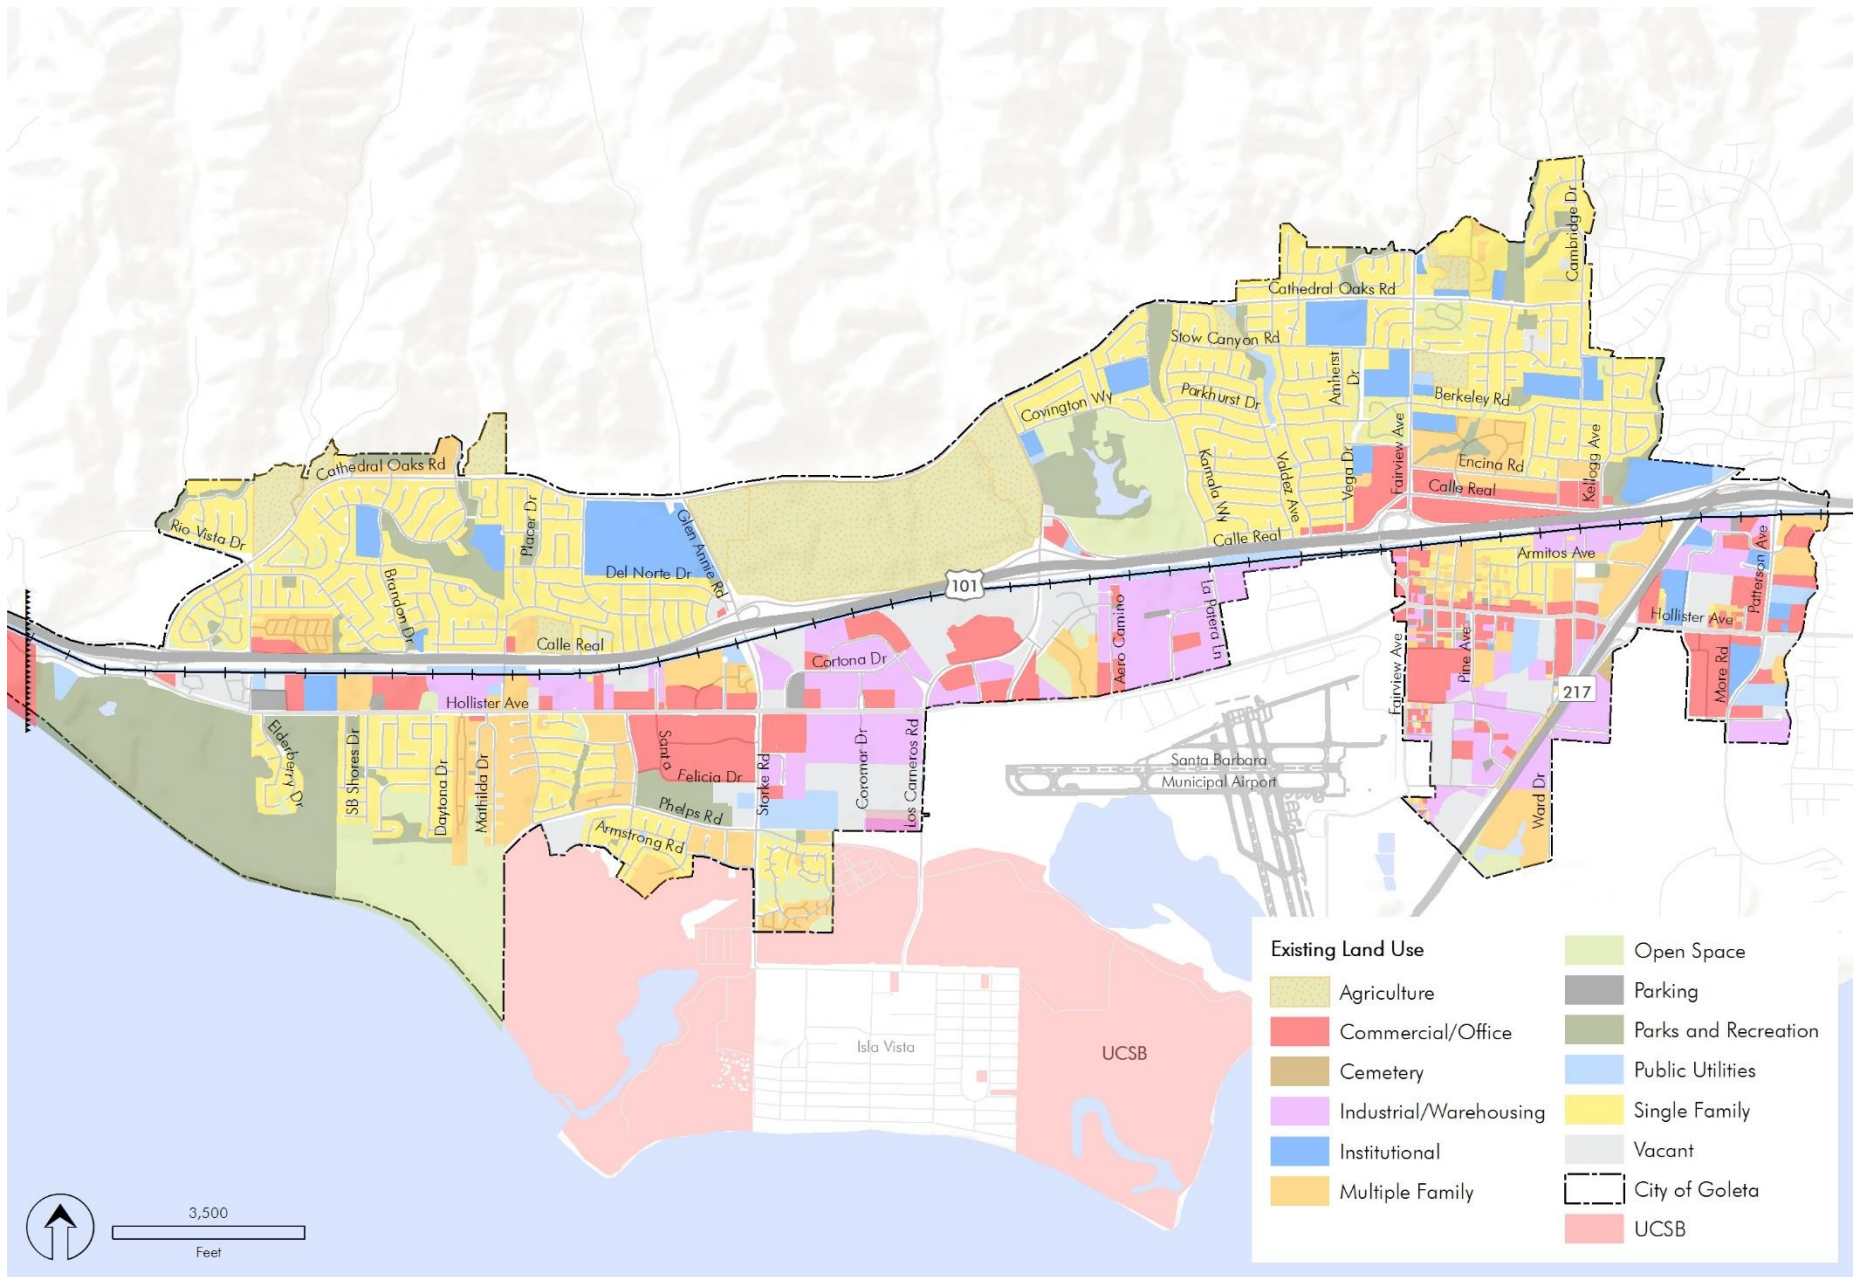 Cambridge Dr
Cathedral Oaks Rd
Stow Canyon Rd
Amherst
Dr
Parkhurst Dr
Covington Wy
Berkeley Rd
Cathedral Oaks Rd
Kamala Wy
Valdez Ave
Vega Dr
Fairview Ave
Encina Rd
Kellogg Ave
Calle Real
Rio Vista Dr
Placer Dr
Glen Annie Rd
Calle Real
Armitos Ave
Patterson Ave
Del Norte Dr
101
Brandon Dr
Aero Camino
La Patera Ln
Hollister Ave
Calle Real
Cortona Dr
Fairview Ave
Pine Ave
More Rd
217
Hollister Ave
Elderberry Dr
SB Shores Dr
Daytona Dr
Mathilda Dr
Santa
Felicia Dr
Storke Rd
Coromar Dr
Los Carneros Rd
Santa Barbara
Municipal Airport
Phelps Rd
Armstrong Rd
Ward Dr
Isla Vista
UCSB
Existing Land Use
Agriculture
Commercial/Office
Cemetery
Industrial/Warehousing
Institutional
Multiple Family
Open Space
Parking
Parks and Recreation
Public Utilities
Single Family
Vacant
City of Goleta
UCSB
3,500
Feet